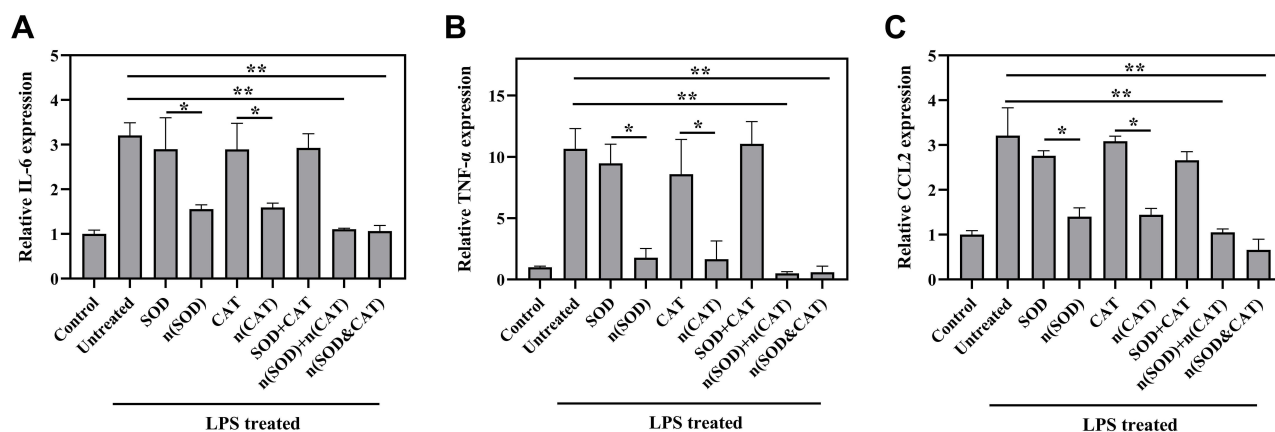 A
Relative IL-6 expression
5
4
3
2
1
0
**
**
*
*
Control
Untreated
SOD
n(SOD)
CAT
n(CAT)
SOD+CAT
n(SOD)+n(CAT)
n(SOD&CAT)
LPS treated
B
Relative TNF-α expression
15
10
5
0
**
**
*
*
Control
Untreated
SOD
n(SOD)
CAT
n(CAT)
SOD+CAT
n(SOD)+n(CAT)
n(SOD&CAT)
LPS treated
C
Relative CCL2 expression
5
4
3
2
1
0
**
**
*
*
Control
Untreated
SOD
n(SOD)
CAT
n(CAT)
SOD+CAT
n(SOD)+n(CAT)
n(SOD&CAT)
LPS treated